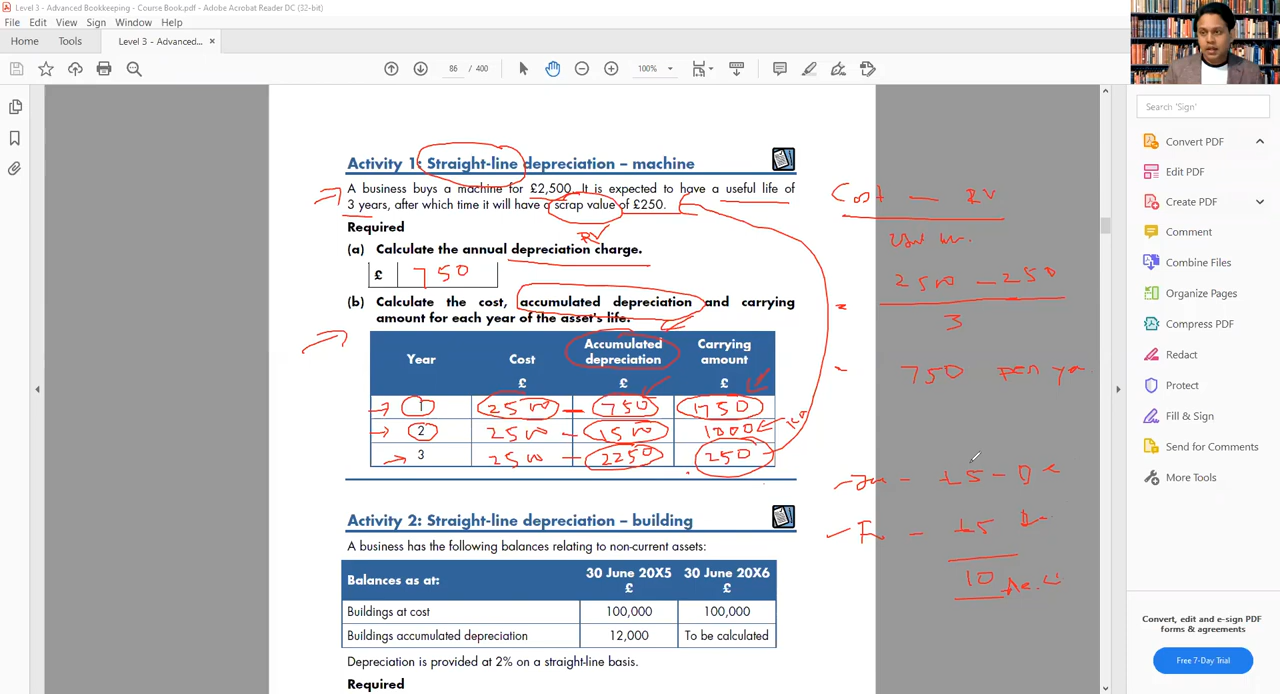 Level 3 - Advanced Bookkeeping - Course Book.pdf - Adobe Acrobat Reader DC (32-bit)
File Edit View Sign Window Help
Home Tools Level 3 - Advanced... ×
86 / 400 100%
Search 'Sign'
Convert PDF
Edit PDF
Create PDF
Comment
Combine Files
Organize Pages
Compress PDF
Redact
Protect
Fill & Sign
Send for Comments
More Tools
Convert, edit and e-sign PDF
forms & agreements
Free 7-Day Trial
Activity 1: Straight-line depreciation – machine
A business buys a machine for £2,500. It is expected to have a useful life of
3 years, after which time it will have a scrap value of £250.
RV
Required
(a) Calculate the annual depreciation charge.
£ 750
(b) Calculate the cost, accumulated depreciation and carrying
amount for each year of the asset's life.
Year Cost Accumulated depreciation Carrying amount
£ £ £
1 2500 – 750 1750
2 2500 – 1500 1000
3 2500 – 2250 250
Cost — RV
2500 – 250
3
= 750 per
15
15
10
Activity 2: Straight-line depreciation – building
A business has the following balances relating to non-current assets:
Balances as at: 30 June 20X5 £ 30 June 20X6 £
Buildings at cost 100,000 100,000
Buildings accumulated depreciation 12,000 To be calculated
Depreciation is provided at 2% on a straight-line basis.
Required